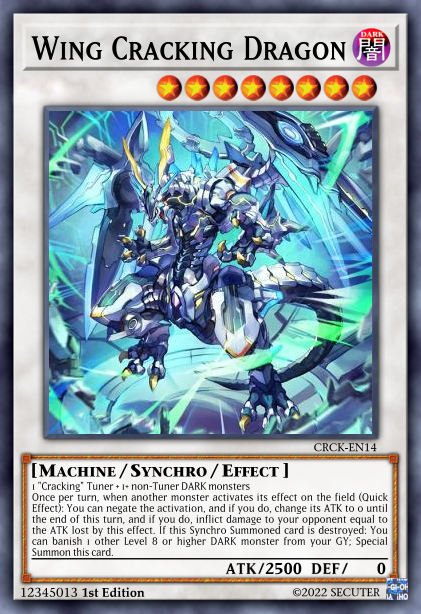 Wing Cracking Dragon
DARK
闇
CRCK-EN14
[Machine / Synchro / Effect ]
1 "Cracking" Tuner + 1+ non-Tuner DARK monsters
Once per turn, when another monster activates its effect on the field (Quick
Effect): You can negate the activation, and if you do, change its ATK to 0 until
the end of this turn, and if you do, inflict damage to your opponent equal to
the ATK lost by this effect. If this Synchro Summoned card is destroyed: You
can banish 1 other Level 8 or higher DARK monster from your GY; Special
Summon this card.
ATK/2500 DEF/ 0
12345013 1st Edition ©2022 SECUTER